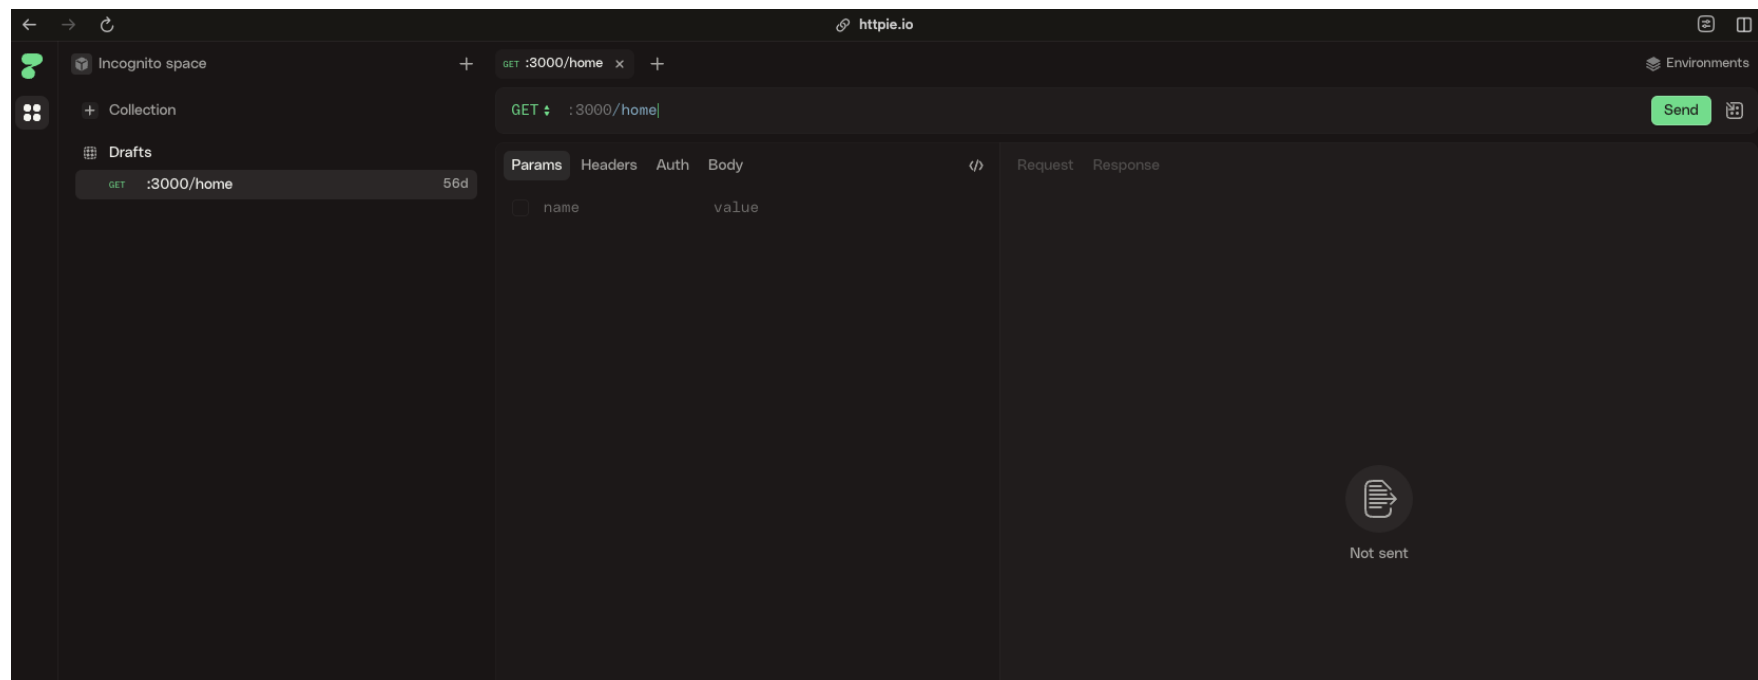 httpie.io
Incognito space
GET :3000/home
Environments
Collection
GET :3000/home
Send
Drafts
GET :3000/home 56d
Params Headers Auth Body
Request Response
name value
Not sent